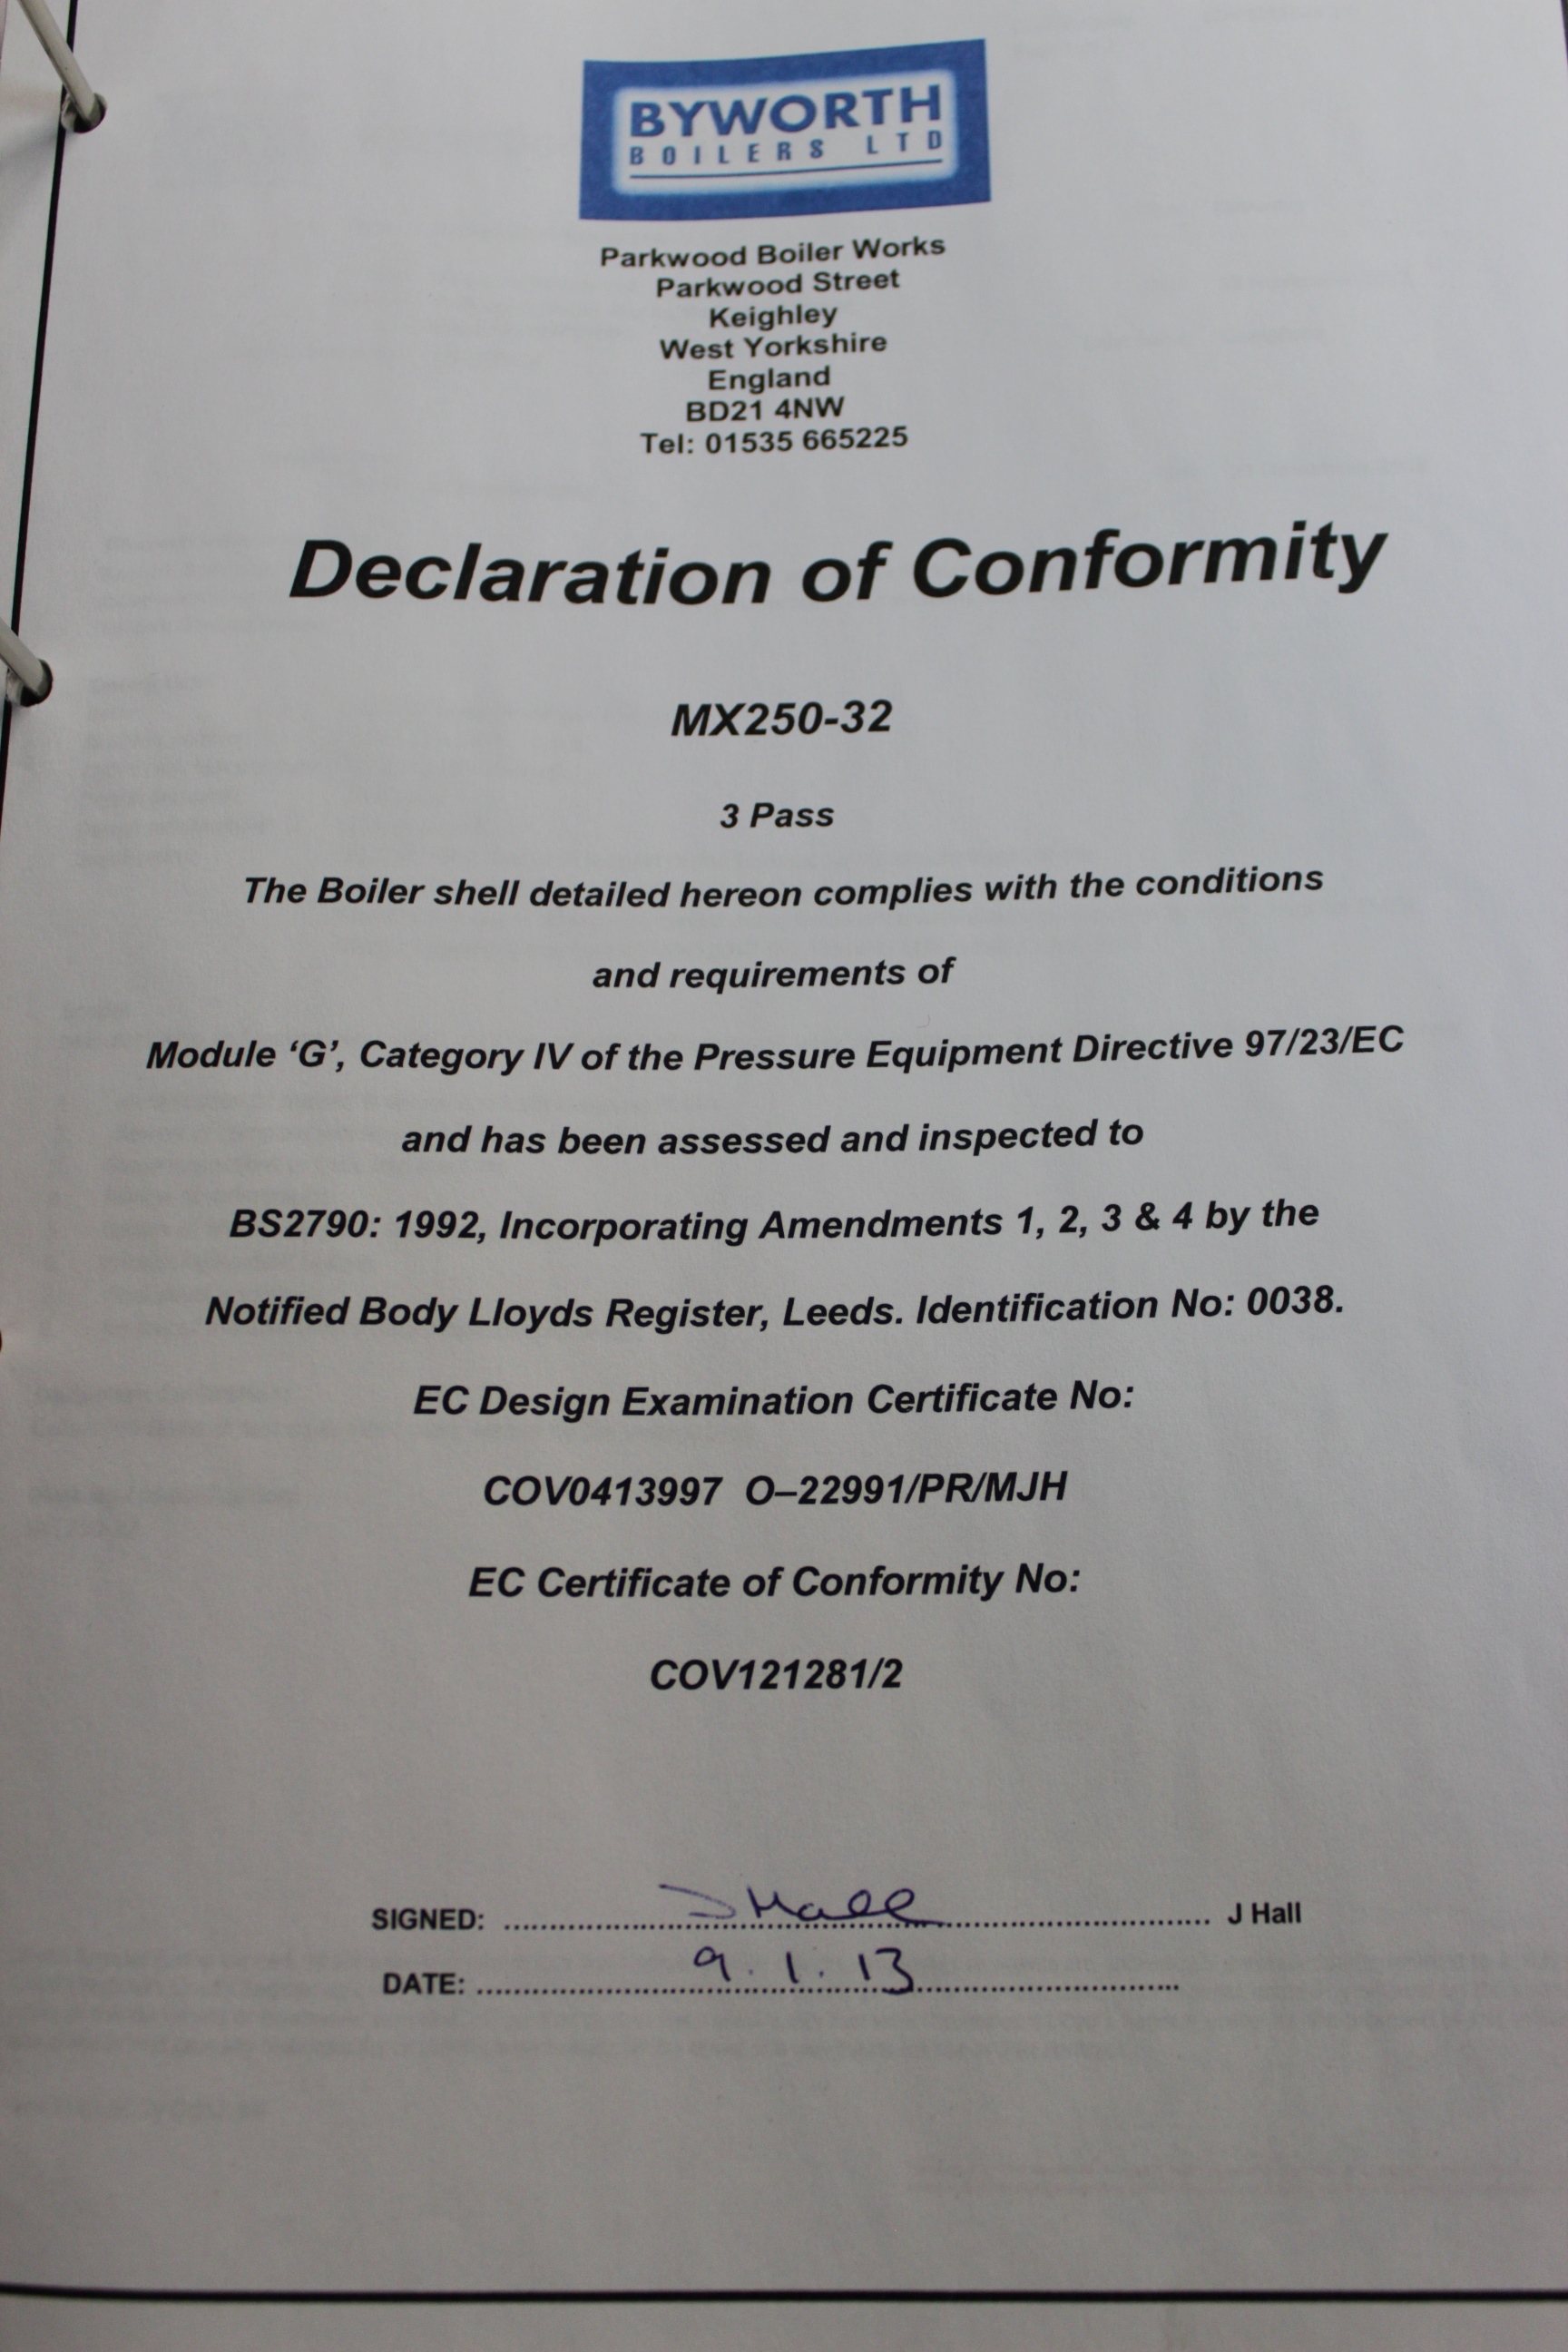 BYWORTH
BOILERS LTD
Parkwood Boiler Works
Parkwood Street
Keighley
West Yorkshire
England
BD21 4NW
Tel: 01535 665225
Declaration of Conformity
MX250-32
3 Pass
The Boiler shell detailed hereon complies with the conditions
and requirements of
Module ‘G’, Category IV of the Pressure Equipment Directive 97/23/EC
and has been assessed and inspected to
BS2790: 1992, Incorporating Amendments 1, 2, 3 & 4 by the
Notified Body Lloyds Register, Leeds. Identification No: 0038.
EC Design Examination Certificate No:
COV0413997 O–22991/PR/MJH
EC Certificate of Conformity No:
COV121281/2
SIGNED: JHall J Hall
DATE: 9.1.13